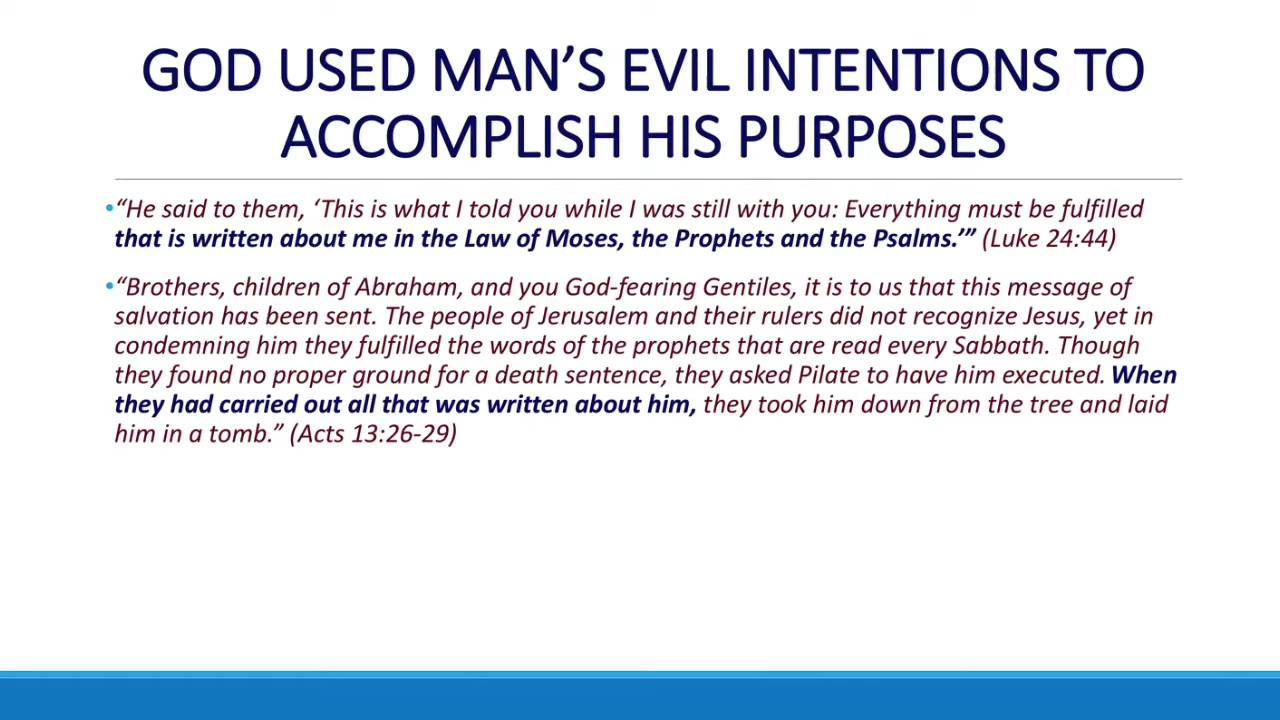 GOD USED MAN’S EVIL INTENTIONS TO
ACCOMPLISH HIS PURPOSES
•“He said to them, ‘This is what I told you while I was still with you: Everything must be fulfilled
that is written about me in the Law of Moses, the Prophets and the Psalms.’” (Luke 24:44)
•“Brothers, children of Abraham, and you God-fearing Gentiles, it is to us that this message of
salvation has been sent. The people of Jerusalem and their rulers did not recognize Jesus, yet in
condemning him they fulfilled the words of the prophets that are read every Sabbath. Though
they found no proper ground for a death sentence, they asked Pilate to have him executed. When
they had carried out all that was written about him, they took him down from the tree and laid
him in a tomb.” (Acts 13:26-29)